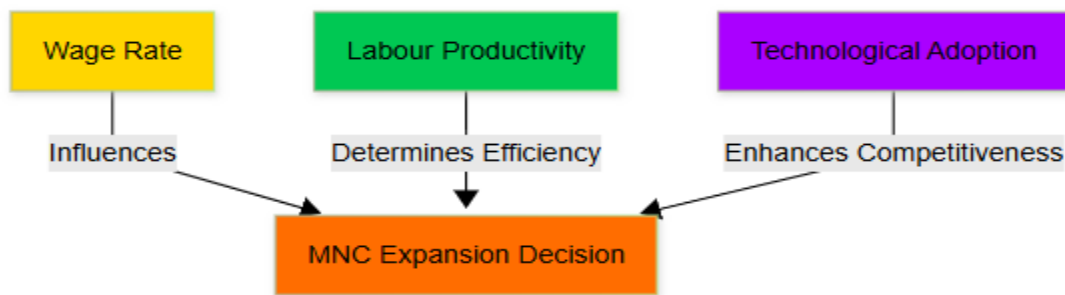 Wage Rate
Labour Productivity
Technological Adoption
Influences
Determines Efficiency
Enhances Competitiveness
MNC Expansion Decision